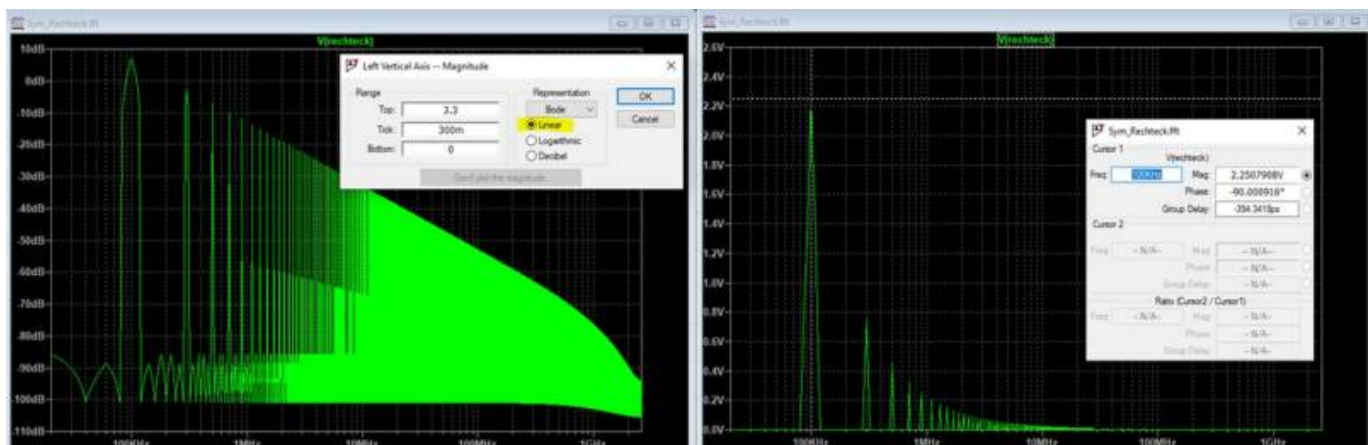 Sym_Rechteck.fft
V(rechteck)
10dB
0dB
-10dB
-20dB
-30dB
-40dB
-50dB
-60dB
-70dB
-80dB
-90dB
-100dB
-110dB
100KHz
1MHz
10MHz
100MHz
1GHz
Left Vertical Axis -- Magnitude
Range
Top: 3.3
Tick: 300m
Bottom: 0
Representation
Bode
Linear
Logarithmic
Decibel
OK
Cancel
Don't plot the magnitude.
Sym_Rechteck.fft
V(rechteck)
2.6V
2.4V
2.2V
2.0V
1.8V
1.6V
1.4V
1.2V
1.0V
0.8V
0.6V
0.4V
0.2V
0.0V
100KHz
1MHz
10MHz
100MHz
1GHz
Sym_Rechteck.fft
Cursor 1
V(rechteck)
Freq: 100KHz Mag: 2.2507908V
Phase: -90.000916°
Group Delay: -394.3418ps
Cursor 2
Freq: -- N/A-- Mag: -- N/A--
Phase: -- N/A--
Group Delay: -- N/A--
Ratio (Cursor2 / Cursor1)
Freq: -- N/A-- Mag: -- N/A--
Phase: -- N/A--
Group Delay: -- N/A--